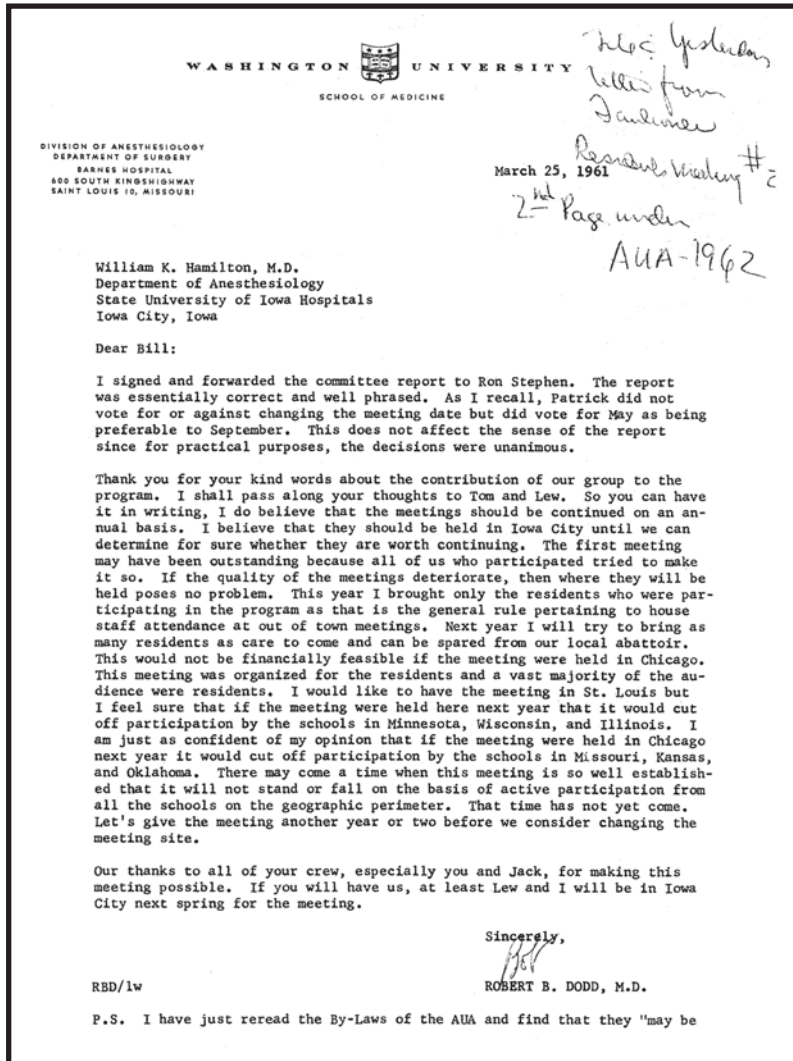 WASHINGTON UNIVERSITY
SCHOOL OF MEDICINE
Yesterday
letter from
Faulconer
Residents Meeting #2
2nd Page under
AUA-1962
DIVISION OF ANESTHESIOLOGY
DEPARTMENT OF SURGERY
BARNES HOSPITAL
600 SOUTH KINGSHIGHWAY
SAINT LOUIS 10, MISSOURI
March 25, 1961
William K. Hamilton, M.D.
Department of Anesthesiology
State University of Iowa Hospitals
Iowa City, Iowa
Dear Bill:
I signed and forwarded the committee report to Ron Stephen. The report
was essentially correct and well phrased. As I recall, Patrick did not
vote for or against changing the meeting date but did vote for May as being
preferable to September. This does not affect the sense of the report
since for practical purposes, the decisions were unanimous.
Thank you for your kind words about the contribution of our group to the
program. I shall pass along your thoughts to Tom and Lew. So you can have
it in writing, I do believe that the meetings should be continued on an an-
nual basis. I believe that they should be held in Iowa City until we can
determine for sure whether they are worth continuing. The first meeting
may have been outstanding because all of us who participated tried to make
it so. If the quality of the meetings deteriorate, then where they will be
held poses no problem. This year I brought only the residents who were par-
ticipating in the program as that is the general rule pertaining to house
staff attendance at out of town meetings. Next year I will try to bring as
many residents as care to come and can be spared from our local abattoir.
This would not be financially feasible if the meeting were held in Chicago.
This meeting was organized for the residents and a vast majority of the au-
dience were residents. I would like to have the meeting in St. Louis but
I feel sure that if the meeting were held here next year that it would cut
off participation by the schools in Minnesota, Wisconsin, and Illinois. I
am just as confident of my opinion that if the meeting were held in Chicago
next year it would cut off participation by the schools in Missouri, Kansas,
and Oklahoma. There may come a time when this meeting is so well establish-
ed that it will not stand or fall on the basis of active participation from
all the schools on the geographic perimeter. That time has not yet come.
Let's give the meeting another year or two before we consider changing the
meeting site.
Our thanks to all of your crew, especially you and Jack, for making this
meeting possible. If you will have us, at least Lew and I will be in Iowa
City next spring for the meeting.
Sincerely,
Bob
RBD/lw ROBERT B. DODD, M.D.
P.S. I have just reread the By-Laws of the AUA and find that they "may be